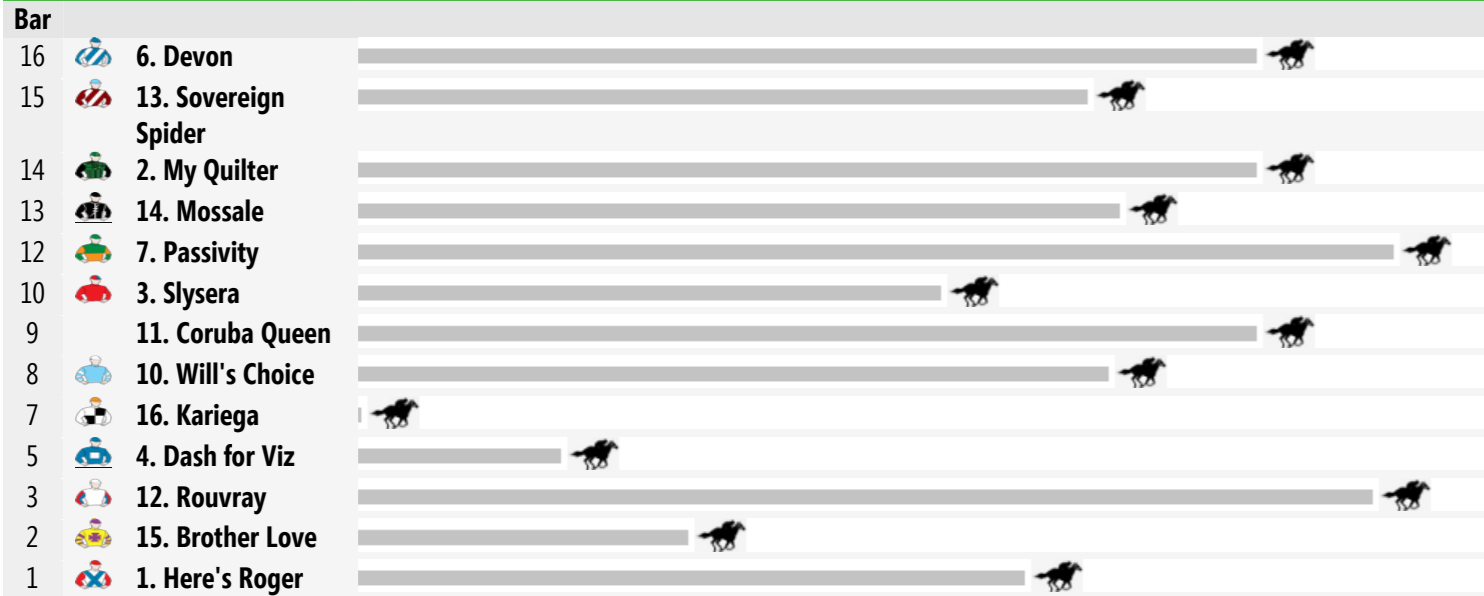 Bar
16 6. Devon
15 13. Sovereign
Spider
14 2. My Quilter
13 14. Mossale
12 7. Passivity
10 3. Slysera
9 11. Coruba Queen
8 10. Will's Choice
7 16. Kariega
5 4. Dash for Viz
3 12. Rouvray
2 15. Brother Love
1 1. Here's Roger